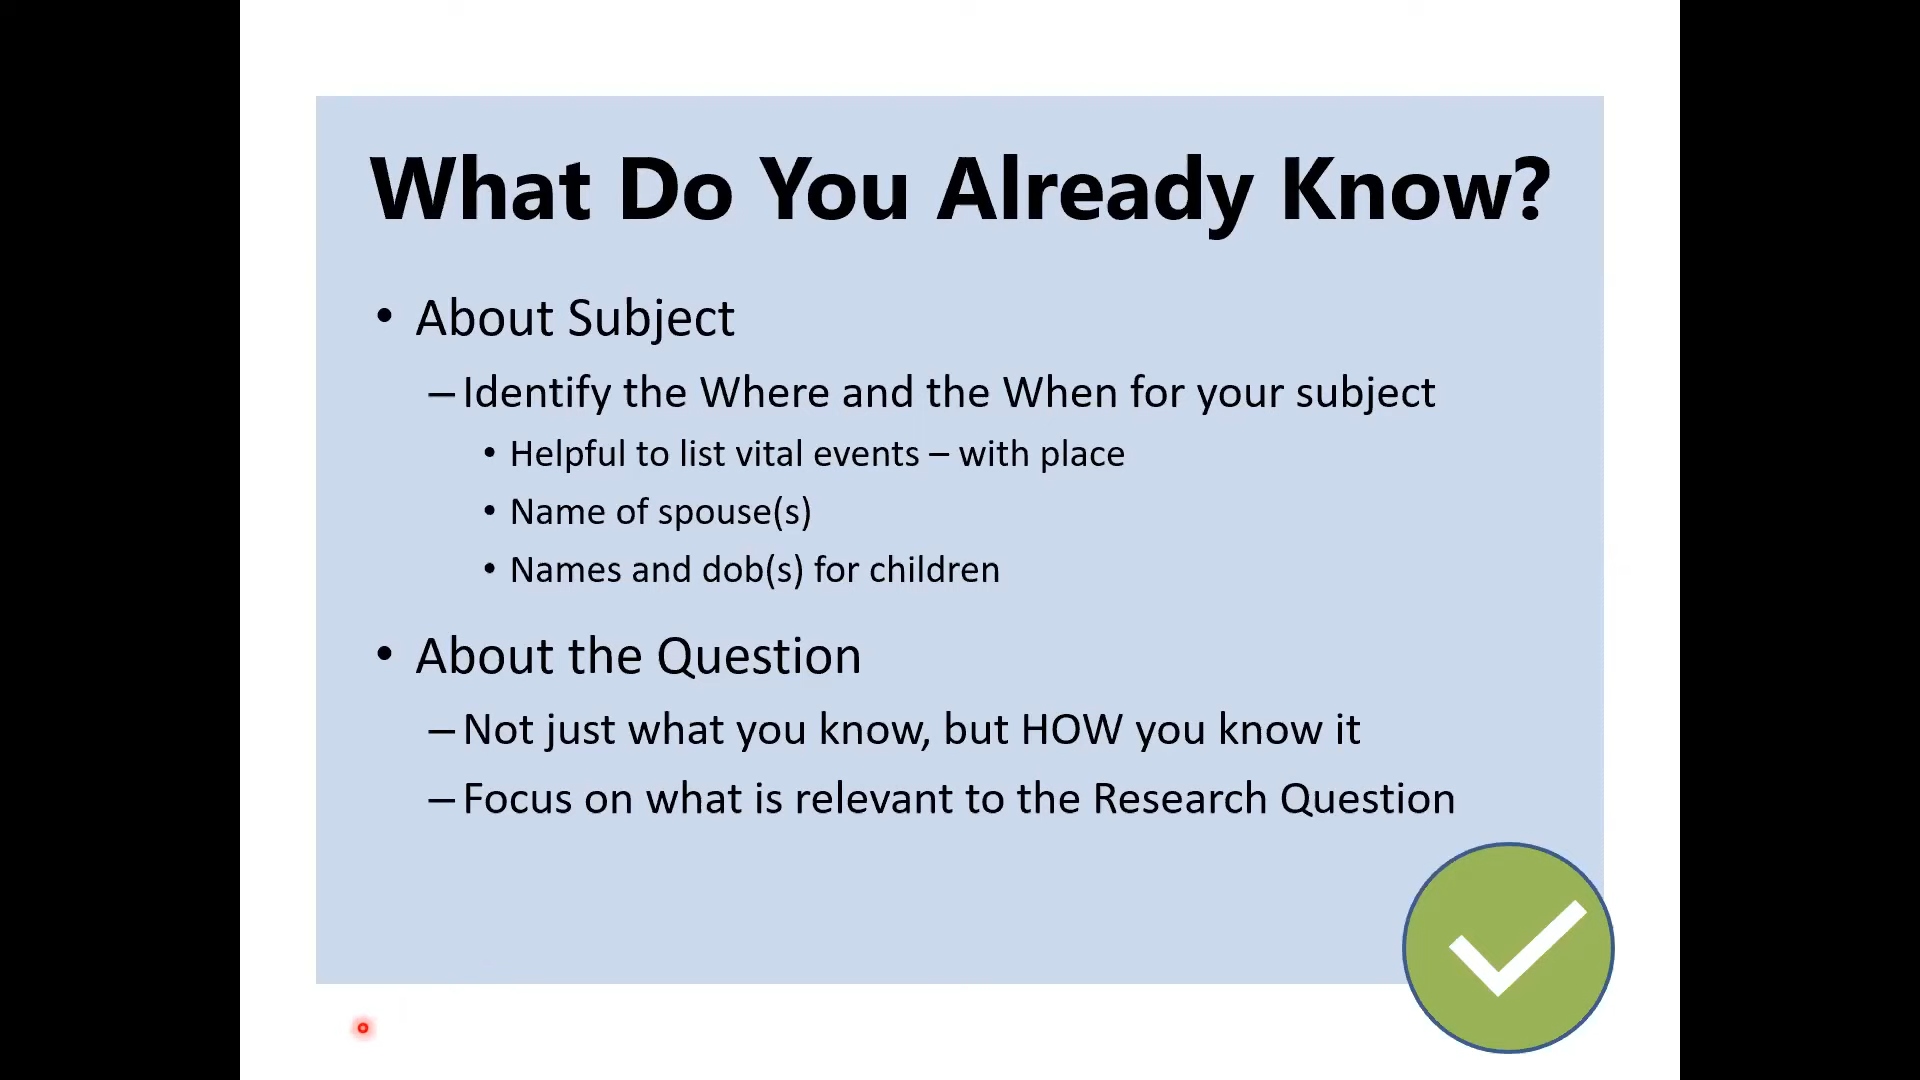 What Do You Already Know?
• About Subject
– Identify the Where and the When for your subject
• Helpful to list vital events – with place
• Name of spouse(s)
• Names and dob(s) for children
• About the Question
– Not just what you know, but HOW you know it
– Focus on what is relevant to the Research Question